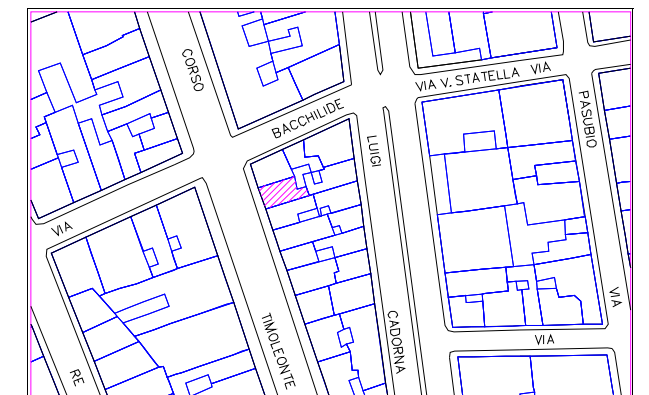 CORSO
VIA V. STATELLA VIA
BACCHILIDE
PASUBIO
LUIGI
VIA
VIA
TIMOLEONTE
CADORNA
VIA
RE